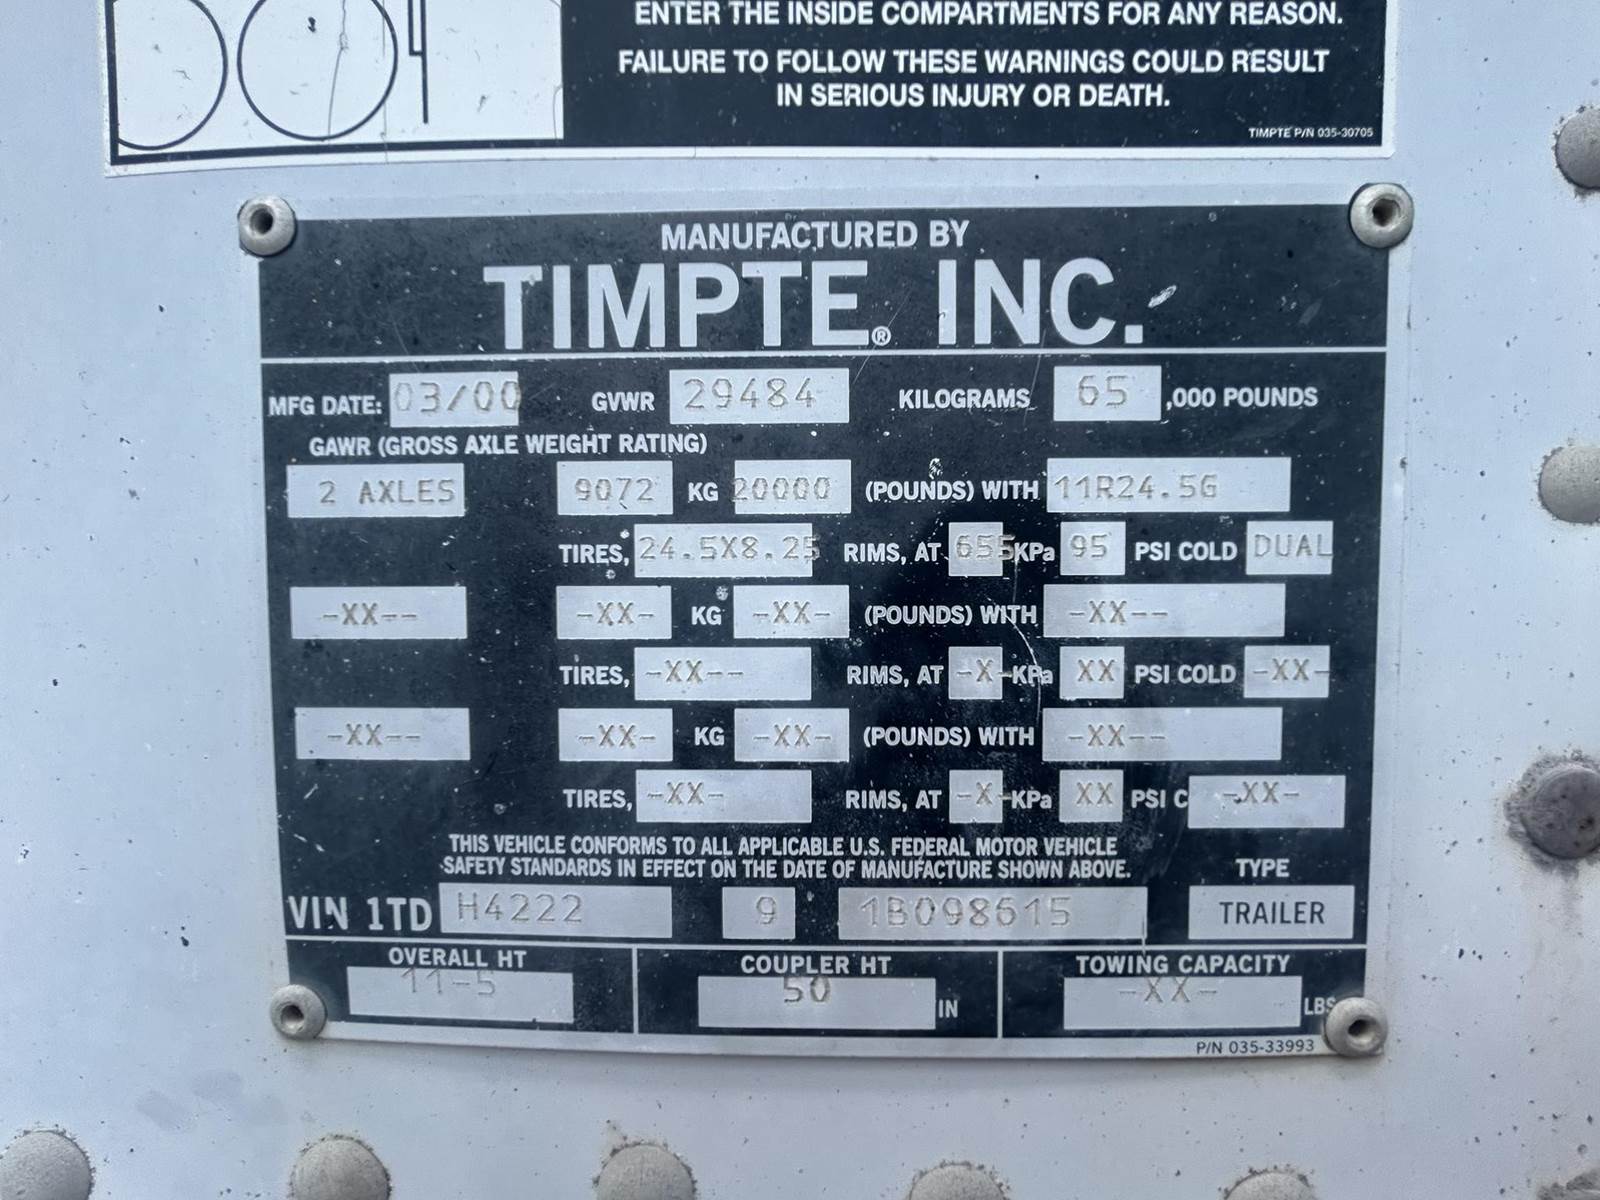 ENTER THE INSIDE COMPARTMENTS FOR ANY REASON.
FAILURE TO FOLLOW THESE WARNINGS COULD RESULT
IN SERIOUS INJURY OR DEATH.
TIMPTE P/N 035-30705
MANUFACTURED BY
TIMPTE® INC.
MFG DATE: 03/00 GVWR 29484 KILOGRAMS 65 ,000 POUNDS
GAWR (GROSS AXLE WEIGHT RATING)
2 AXLES 9072 KG 20000 (POUNDS) WITH 11R24.5G
TIRES, 24.5X8.25 RIMS, AT 655 KPa 95 PSI COLD DUAL
-XX-- -XX- KG -XX- (POUNDS) WITH -XX--
TIRES, -XX-- RIMS, AT -X- KPa XX PSI COLD -XX-
-XX-- -XX- KG -XX- (POUNDS) WITH -XX--
TIRES, -XX- RIMS, AT -X- KPa XX PSI C -XX-
THIS VEHICLE CONFORMS TO ALL APPLICABLE U.S. FEDERAL MOTOR VEHICLE
SAFETY STANDARDS IN EFFECT ON THE DATE OF MANUFACTURE SHOWN ABOVE.
TYPE
VIN 1TD H4222 9 1B098615 TRAILER
OVERALL HT COUPLER HT TOWING CAPACITY
11-5 50 IN -XX- LBS
P/N 035-33993